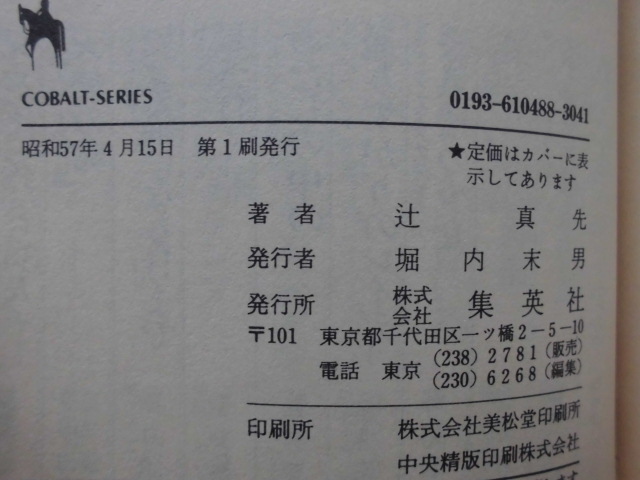 COBALT-SERIES
0193-610488-3041
昭和57年4月15日 第1刷発行
★定価はカバーに表
示してあります
著者 辻真先
発行者 堀内末男
発行所 株式会社 集英社
〒101 東京都千代田区一ツ橋2-5-10
電話 東京 (238)2781(販売)
(230)6268(編集)
印刷所 株式会社美松堂印刷所
中央精版印刷株式会社